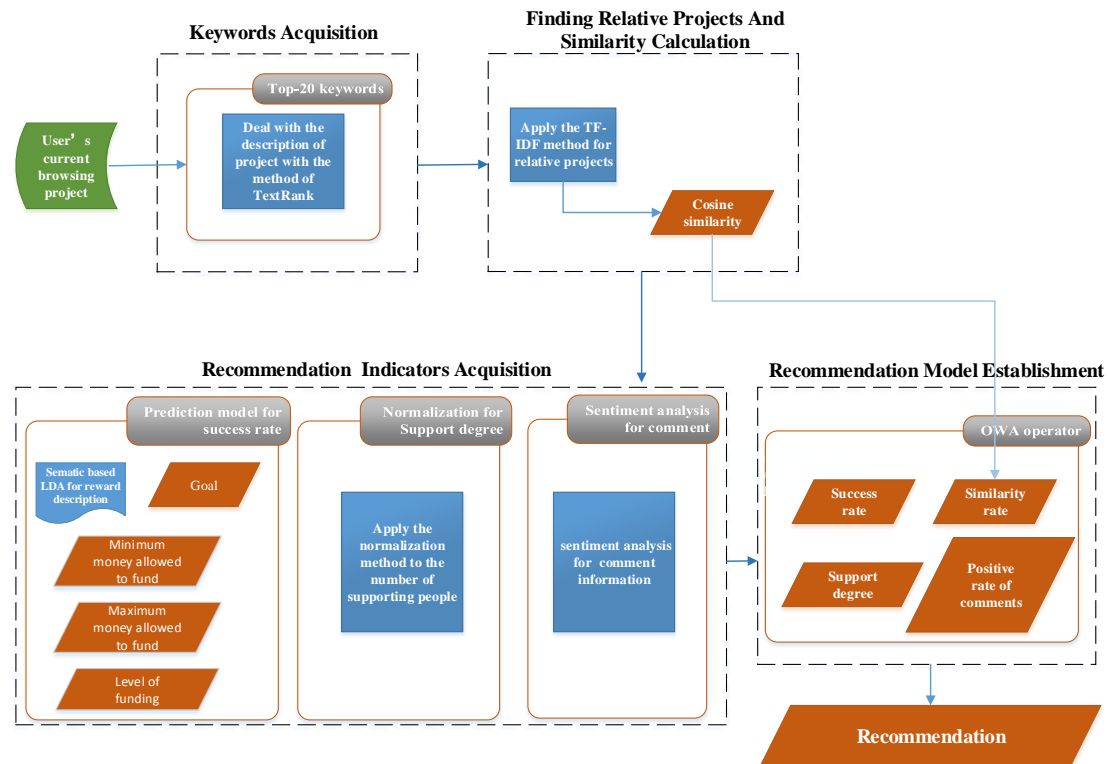 Keywords Acquisition
Finding Relative Projects And
Similarity Calculation
Top-20 keywords
User's
current
browsing
project
Deal with the
description of
project with the
method of
TextRank
Apply the TF-
IDF method for
relative projects
Cosine
similarity
Recommendation Indicators Acquisition
Recommendation Model Establishment
Prediction model for
success rate
Normalization for
Support degree
Sentiment analysis
for comment
OWA operator
Sematic based
LDA for reward
description
Goal
Minimum
money allowed
to fund
Maximum
money allowed
to fund
Level of
funding
Apply the
normalization
method to the
number of
supporting people
sentiment analysis
for comment
information
Success
rate
Similarity
rate
Support
degree
Positive
rate of
comments
Recommendation